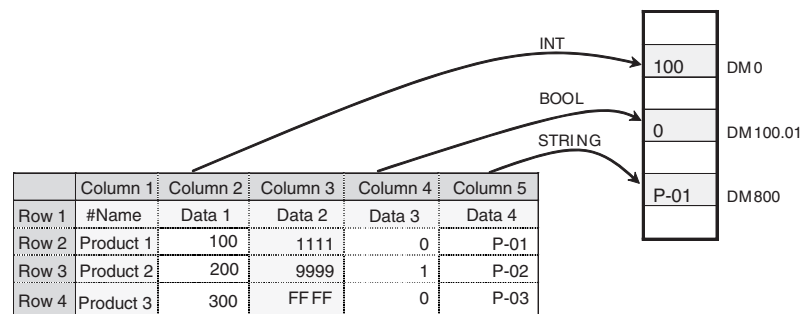 INT
100 DM0
BOOL
0 DM100.01
STRING
P-01 DM800
Column 1 Column 2 Column 3 Column 4 Column 5
Row 1 #Name Data 1 Data 2 Data 3 Data 4
Row 2 Product 1 100 1111 0 P-01
Row 3 Product 2 200 9999 1 P-02
Row 4 Product 3 300 FFFF 0 P-03